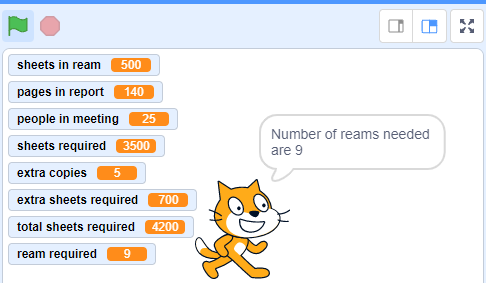 sheets in ream 500
pages in report 140
people in meeting 25
sheets required 3500
extra copies 5
extra sheets required 700
total sheets required 4200
ream required 9
Number of reams needed
are 9